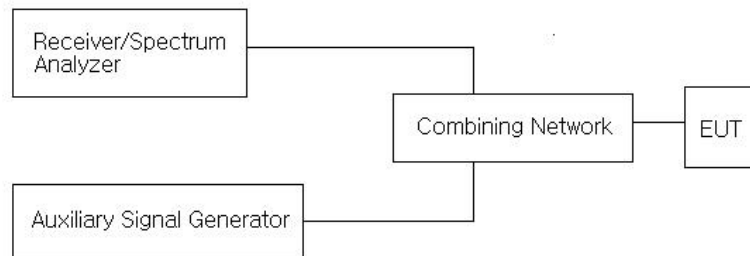 Receiver/Spectrum
Analyzer
Combining Network
EUT
Auxiliary Signal Generator